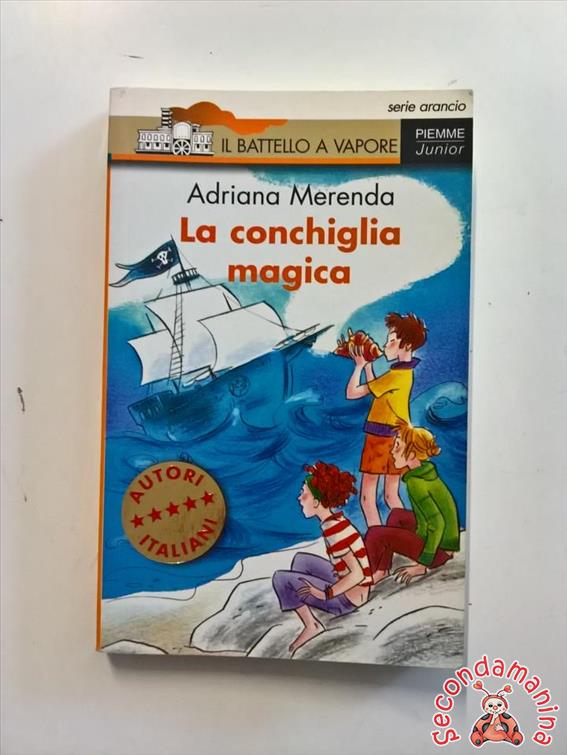 serie arancio
IL BATTELLO A VAPORE
PIEMME
Junior
Adriana Merenda
La conchiglia
magica
AUTORI
ITALIANI
Secondamanina